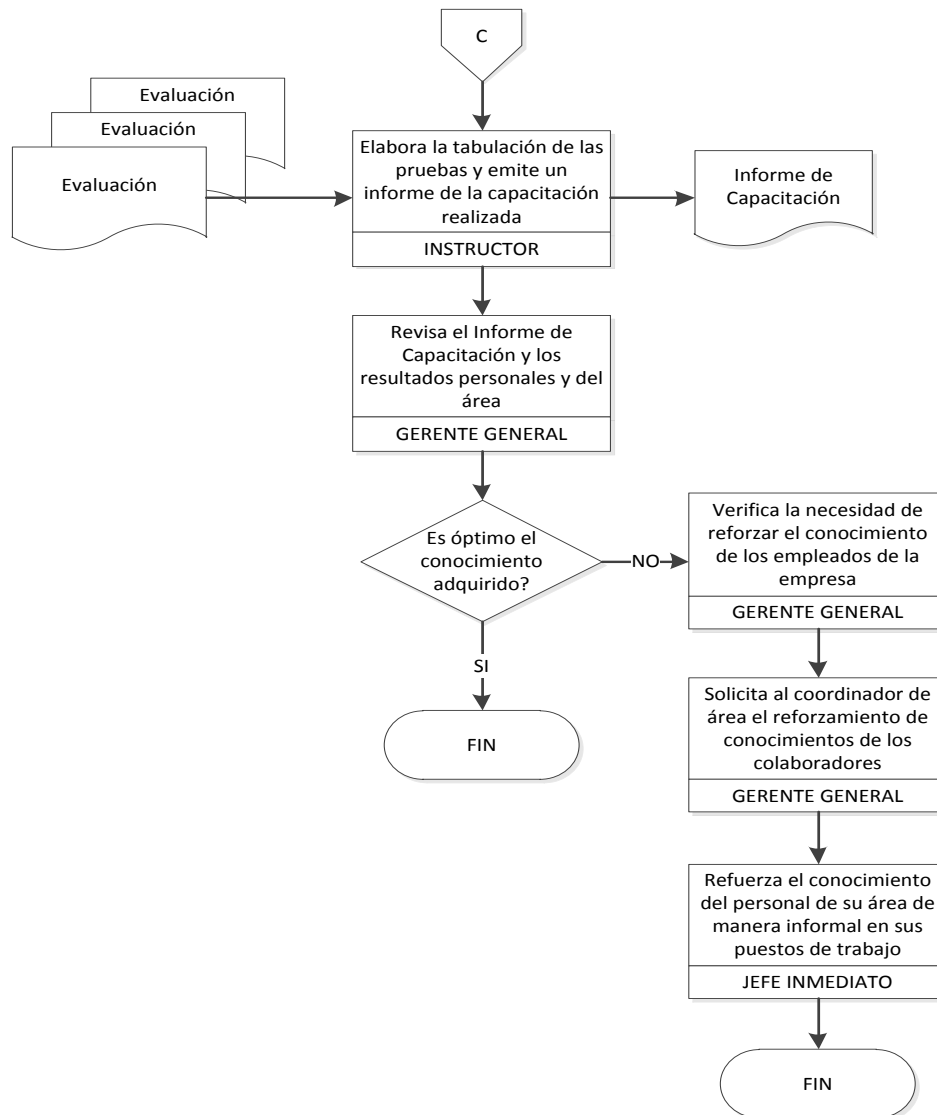 C
Evaluación
Evaluación
Evaluación
Elabora la tabulación de las
pruebas y emite un
informe de la capacitación
realizada
INSTRUCTOR
Informe de
Capacitación
Revisa el Informe de
Capacitación y los
resultados personales y del
área
GERENTE GENERAL
Es óptimo el
conocimiento
adquirido?
NO
Verifica la necesidad de
reforzar el conocimiento
de los empleados de la
empresa
GERENTE GENERAL
SI
FIN
Solicita al coordinador de
área el reforzamiento de
conocimientos de los
colaboradores
GERENTE GENERAL
Refuerza el conocimiento
del personal de su área de
manera informal en sus
puestos de trabajo
JEFE INMEDIATO
FIN